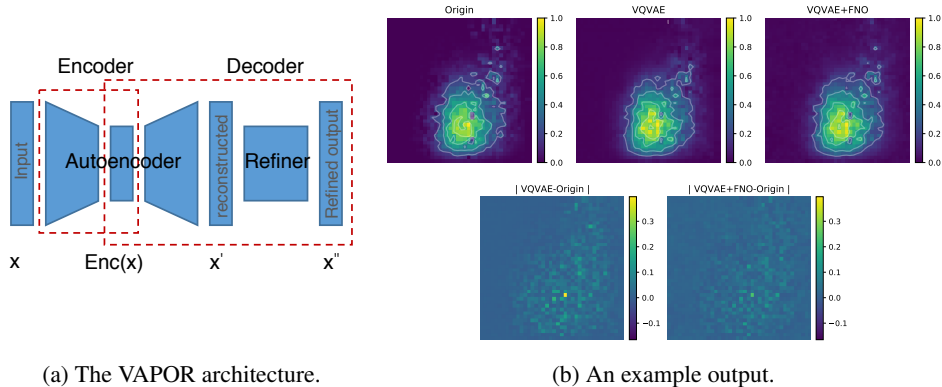 Encoder
Decoder
Input
Autoencoder
reconstructed
Refiner
Refined output
x
Enc(x)
x'
x"
(a) The VAPOR architecture.
Origin
1.0
0.8
0.6
0.4
0.2
0.0
VQVAE
1.0
0.8
0.6
0.4
0.2
0.0
VQVAE+FNO
1.0
0.8
0.6
0.4
0.2
0.0
| VQVAE-Origin |
0.3
0.2
0.1
0.0
−0.1
| VQVAE+FNO-Origin |
0.3
0.2
0.1
0.0
−0.1
(b) An example output.